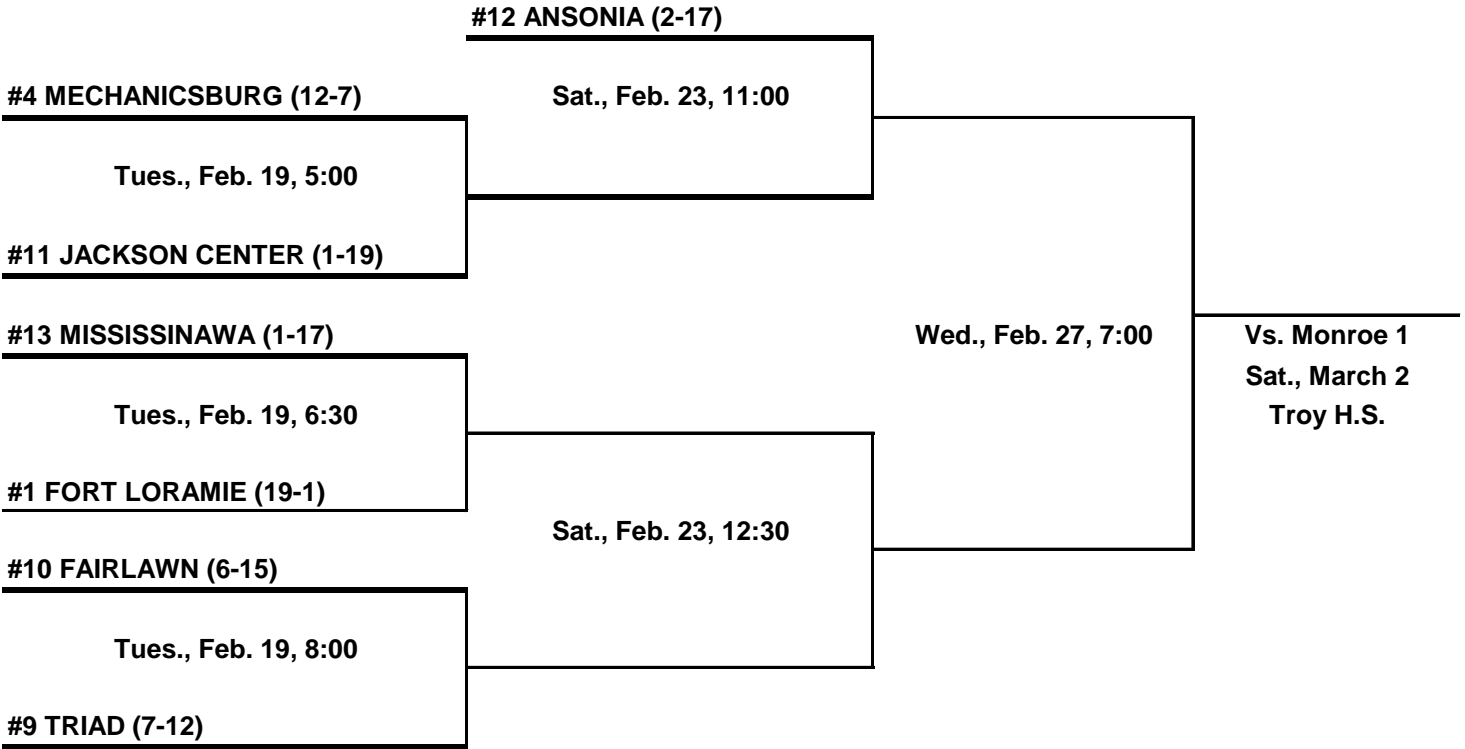 #12 ANSONIA (2-17)
#4 MECHANICSBURG (12-7)
Sat., Feb. 23, 11:00
Tues., Feb. 19, 5:00
#11 JACKSON CENTER (1-19)
#13 MISSISSINAWA (1-17)
Wed., Feb. 27, 7:00
Vs. Monroe 1
Sat., March 2
Troy H.S.
Tues., Feb. 19, 6:30
#1 FORT LORAMIE (19-1)
Sat., Feb. 23, 12:30
#10 FAIRLAWN (6-15)
Tues., Feb. 19, 8:00
#9 TRIAD (7-12)